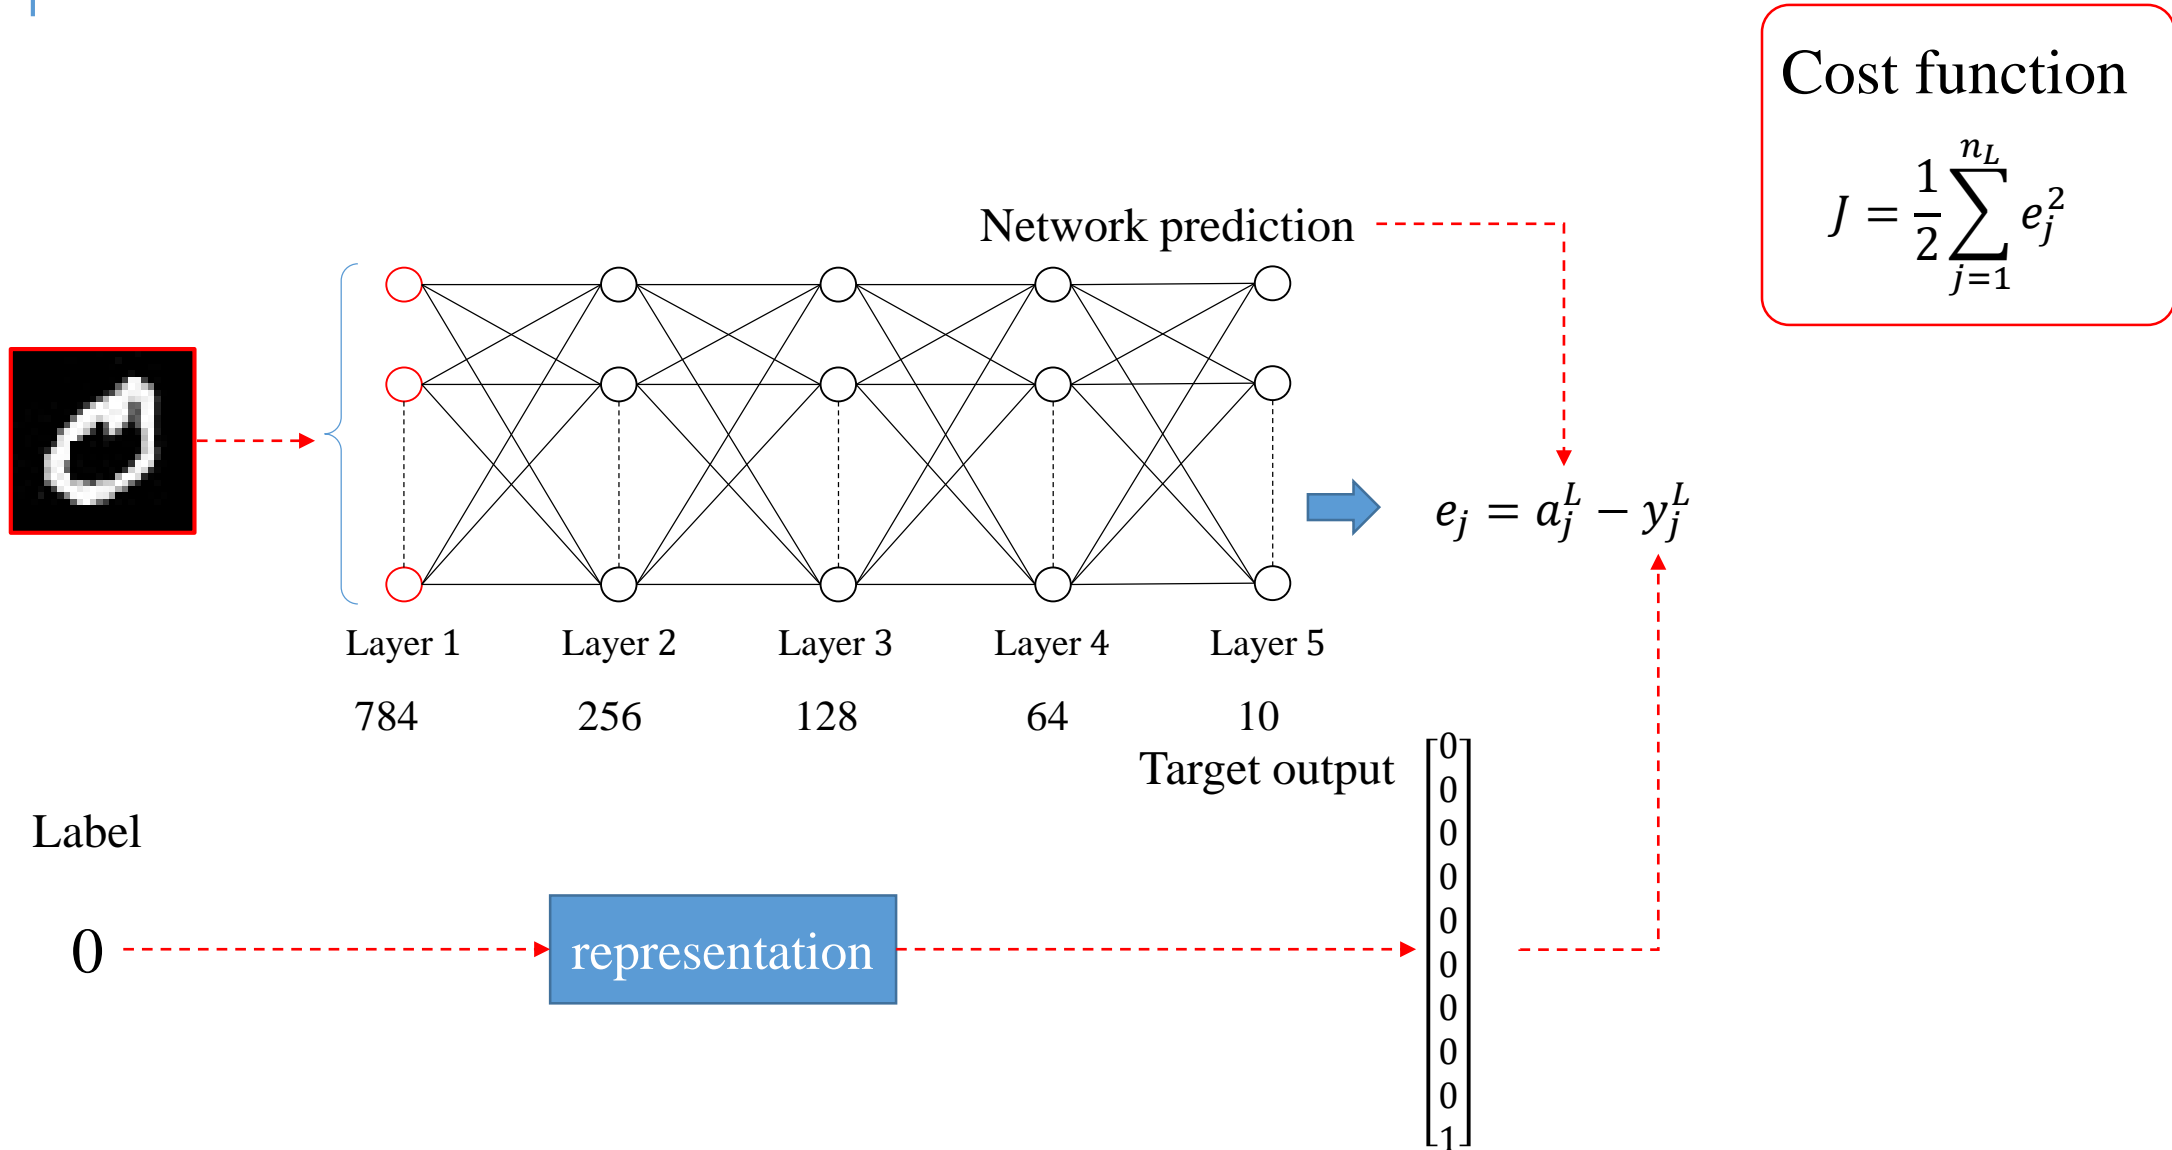 Cost function
J = \frac{1}{2} \sum_{j=1}^{n_L} e_j^2
Network prediction
e_j = a_j^L - y_j^L
Layer 1 Layer 2 Layer 3 Layer 4 Layer 5
784 256 128 64 10
Target output
0
0
0
0
0
0
0
0
0
1
Label
0
representation